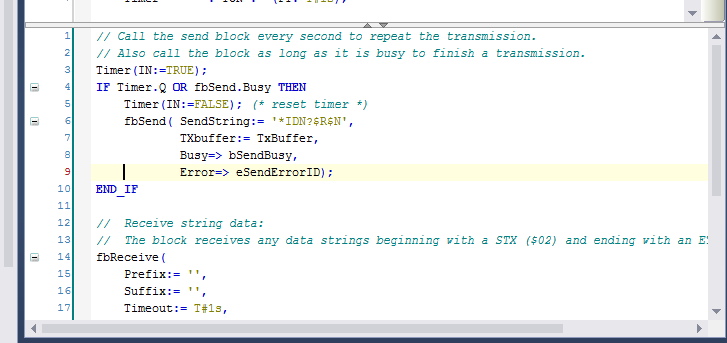 1 // Call the send block every second to repeat the transmission.
2 // Also call the block as long as it is busy to finish a transmission.
3 Timer(IN:=TRUE);
4 IF Timer.Q OR fbSend.Busy THEN
5 Timer(IN:=FALSE); (* reset timer *)
6 fbSend( SendString:= '*IDN?$R$N',
7 TXbuffer:= TxBuffer,
8 Busy=> bSendBusy,
9 Error=> eSendErrorID);
10 END_IF
11
12 // Receive string data:
13 // The block receives any data strings beginning with a STX ($02) and ending with an
14 fbReceive(
15 Prefix:= '',
16 Suffix:= '',
17 Timeout:= T#1s,